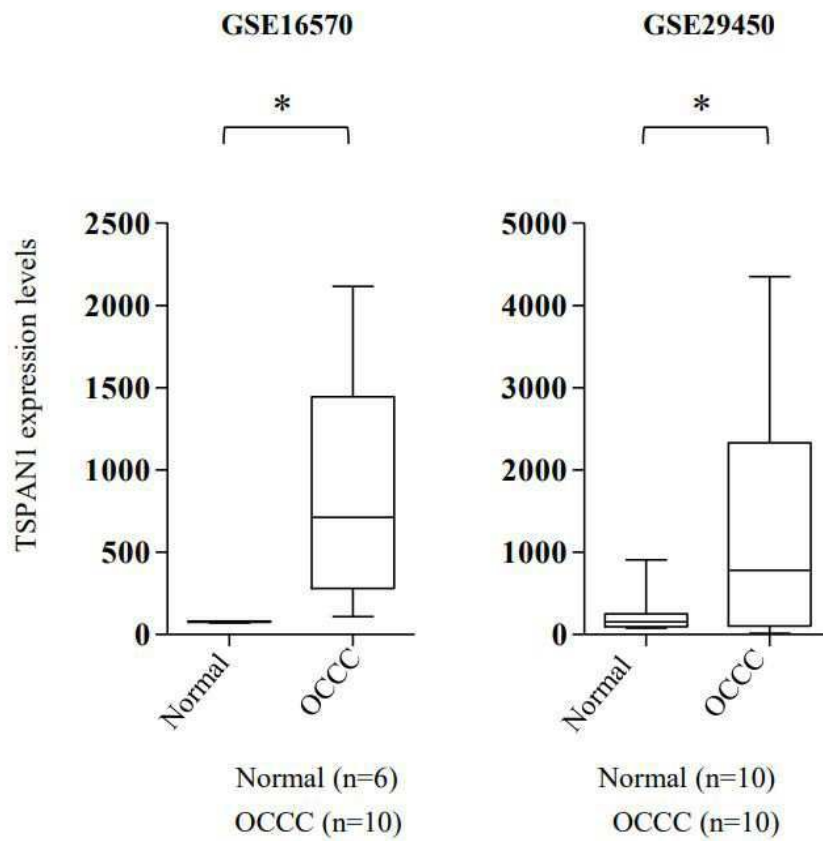 GSE16570
*
TSPAN1 expression levels
2500
2000
1500
1000
500
0
Normal
OCCC
Normal (n=6)
OCCC (n=10)
GSE29450
*
5000
4000
3000
2000
1000
0
Normal
OCCC
Normal (n=10)
OCCC (n=10)